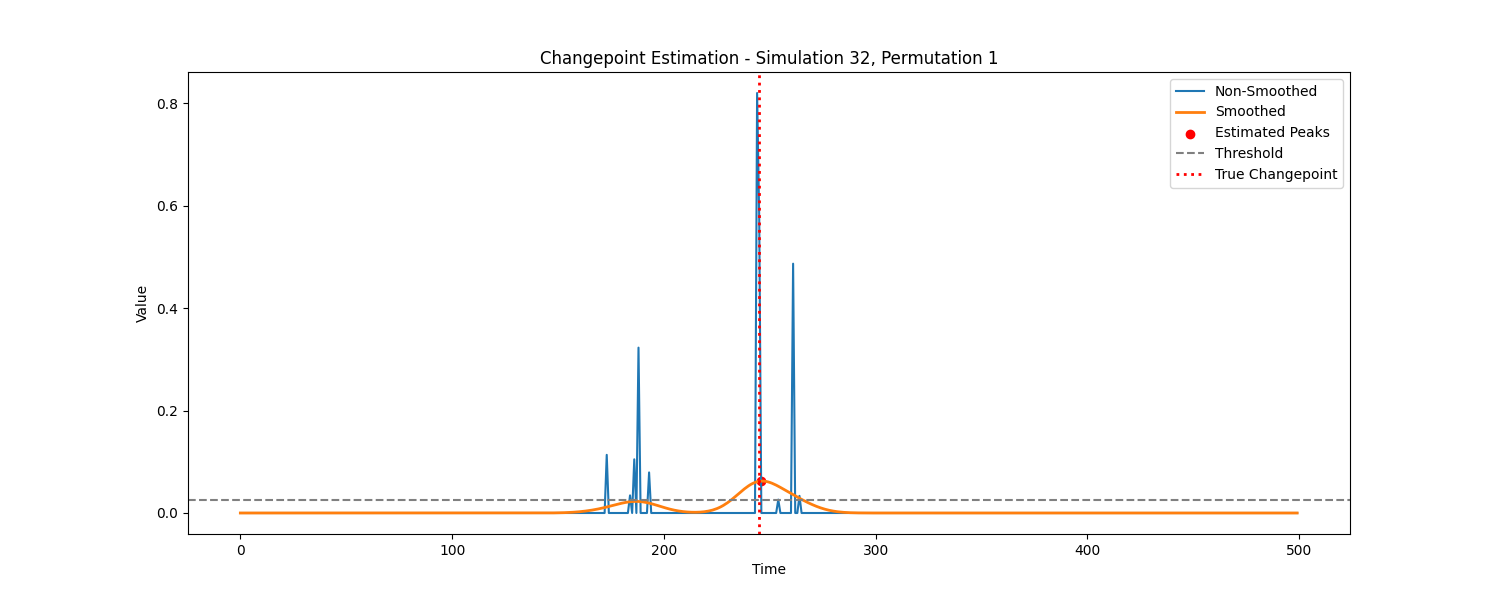 Changepoint Estimation - Simulation 32, Permutation 1
Non-Smoothed
Smoothed
Estimated Peaks
Threshold
True Changepoint
Value
0.8
0.6
0.4
0.2
0.0
0 100 200 300 400 500
Time